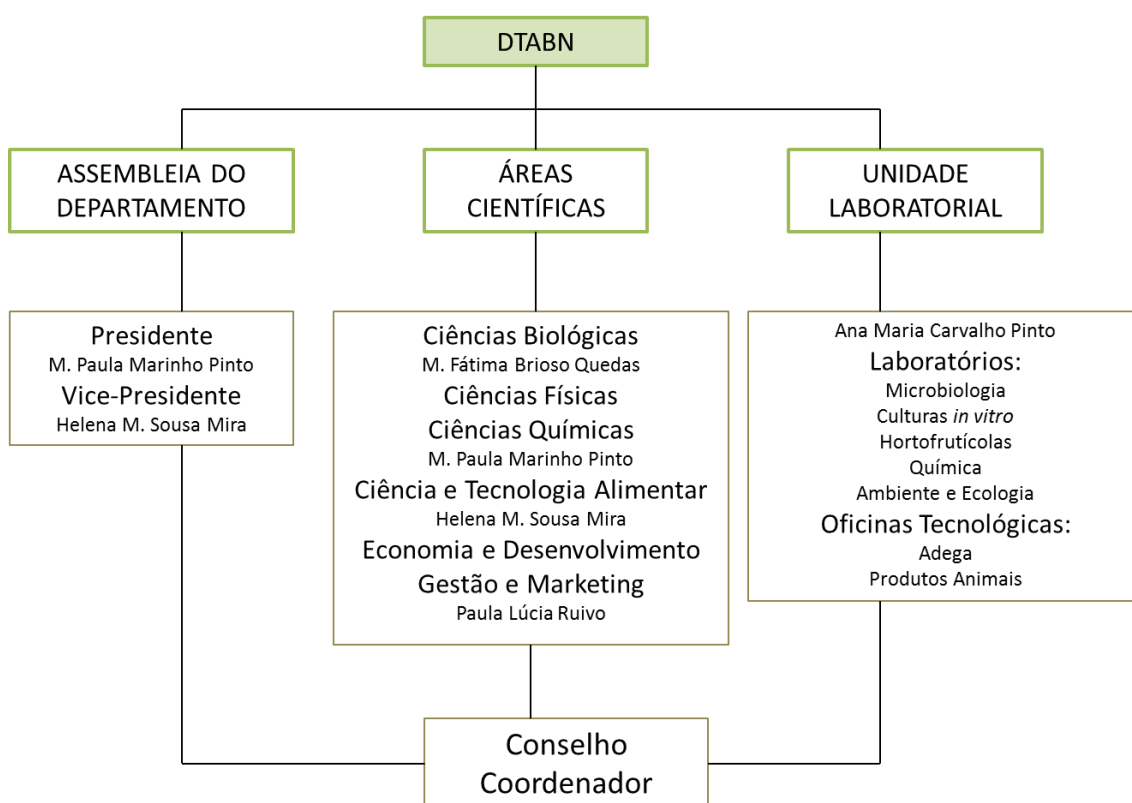 DTABN
ASSEMBLEIA DO
DEPARTAMENTO
ÁREAS
CIENTÍFICAS
UNIDADE
LABORATORIAL
Presidente
M. Paula Marinho Pinto
Vice-Presidente
Helena M. Sousa Mira
Ciências Biológicas
M. Fátima Brioso Quedas
Ciências Físicas
Ciências Químicas
M. Paula Marinho Pinto
Ciência e Tecnologia Alimentar
Helena M. Sousa Mira
Economia e Desenvolvimento
Gestão e Marketing
Paula Lúcia Ruivo
Ana Maria Carvalho Pinto
Laboratórios:
Microbiologia
Culturas in vitro
Hortofrutícolas
Química
Ambiente e Ecologia
Oficinas Tecnológicas:
Adega
Produtos Animais
Conselho
Coordenador